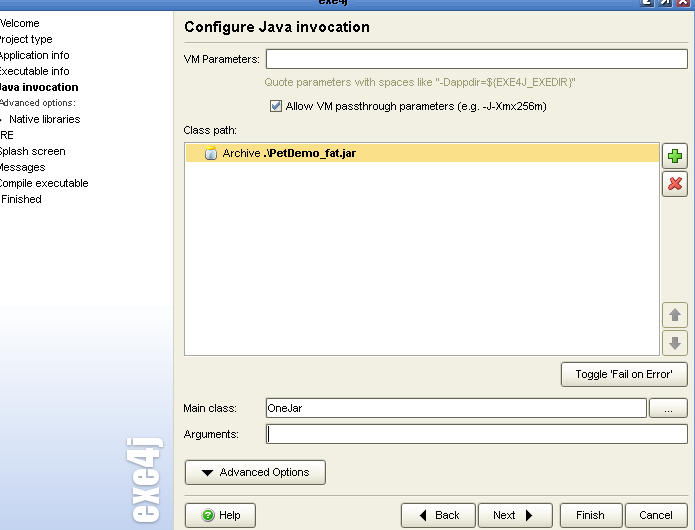 exe4j
Welcome
Project type
Application info
Executable info
Java invocation
Advanced options:
Native libraries
JRE
Splash screen
Messages
Compile executable
Finished
exe4j
Configure Java invocation
VM Parameters:
Quote parameters with spaces like "-Dappdir=${EXE4J_EXEDIR}"
Allow VM passthrough parameters (e.g. -J-Xmx256m)
Class path:
Archive .\PetDemo_fat.jar
Toggle 'Fail on Error'
Main class: OneJar ...
Arguments:
Advanced Options
Help Back Next Finish Cancel